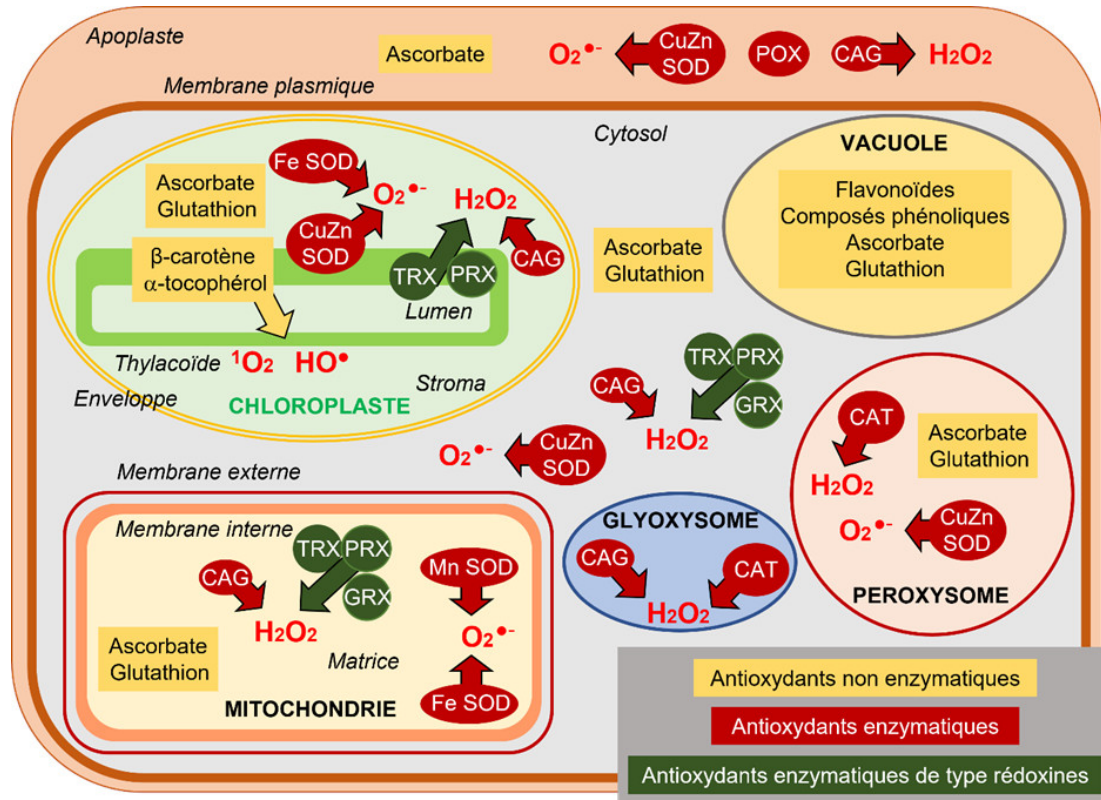 Apoplaste
Ascorbate
O₂•-
CuZn
SOD
POX
CAG
H₂O₂
Membrane plasmique
Cytosol
Fe SOD
Ascorbate
Glutathion
O₂•-
H₂O₂
CuZn
SOD
CAG
β-carotène
α-tocophérol
TRX
PRX
Lumen
Thylacoïde
¹O₂
HO•
Stroma
Enveloppe
CHLOROPLASTE
Ascorbate
Glutathion
VACUOLE
Flavonoïdes
Composés phénoliques
Ascorbate
Glutathion
TRX
PRX
GRX
CAG
H₂O₂
O₂•-
CuZn
SOD
CAT
Ascorbate
Glutathion
H₂O₂
O₂•-
CuZn
SOD
PEROXYSOME
Membrane externe
Membrane interne
TRX
PRX
GRX
CAG
H₂O₂
Mn SOD
O₂•-
Fe SOD
Ascorbate
Glutathion
Matrice
MITOCHONDRIE
GLYOXYSOME
CAG
CAT
H₂O₂
Antioxydants non enzymatiques
Antioxydants enzymatiques
Antioxydants enzymatiques de type rédoxines